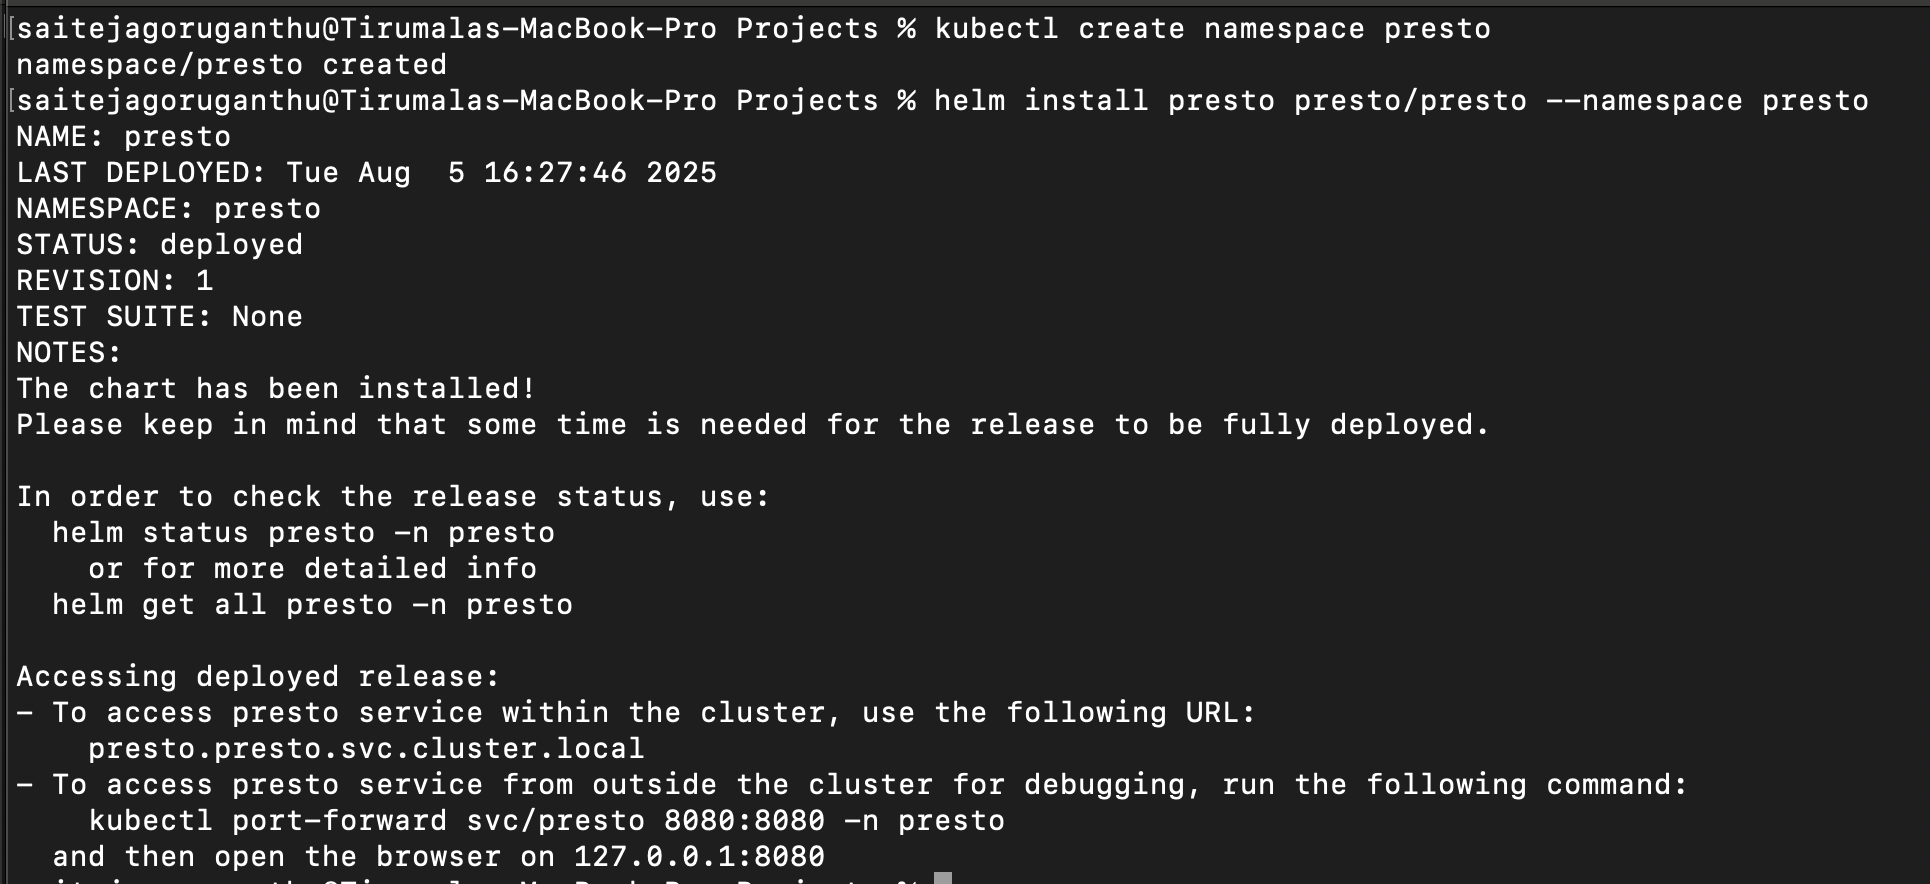 [saitejagoruganthu@Tirumalas-MacBook-Pro Projects % kubectl create namespace presto
namespace/presto created
[saitejagoruganthu@Tirumalas-MacBook-Pro Projects % helm install presto presto/presto --namespace presto
NAME: presto
LAST DEPLOYED: Tue Aug  5 16:27:46 2025
NAMESPACE: presto
STATUS: deployed
REVISION: 1
TEST SUITE: None
NOTES:
The chart has been installed!
Please keep in mind that some time is needed for the release to be fully deployed.

In order to check the release status, use:
  helm status presto -n presto
    or for more detailed info
  helm get all presto -n presto

Accessing deployed release:
- To access presto service within the cluster, use the following URL:
    presto.presto.svc.cluster.local
- To access presto service from outside the cluster for debugging, run the following command:
    kubectl port-forward svc/presto 8080:8080 -n presto
  and then open the browser on 127.0.0.1:8080